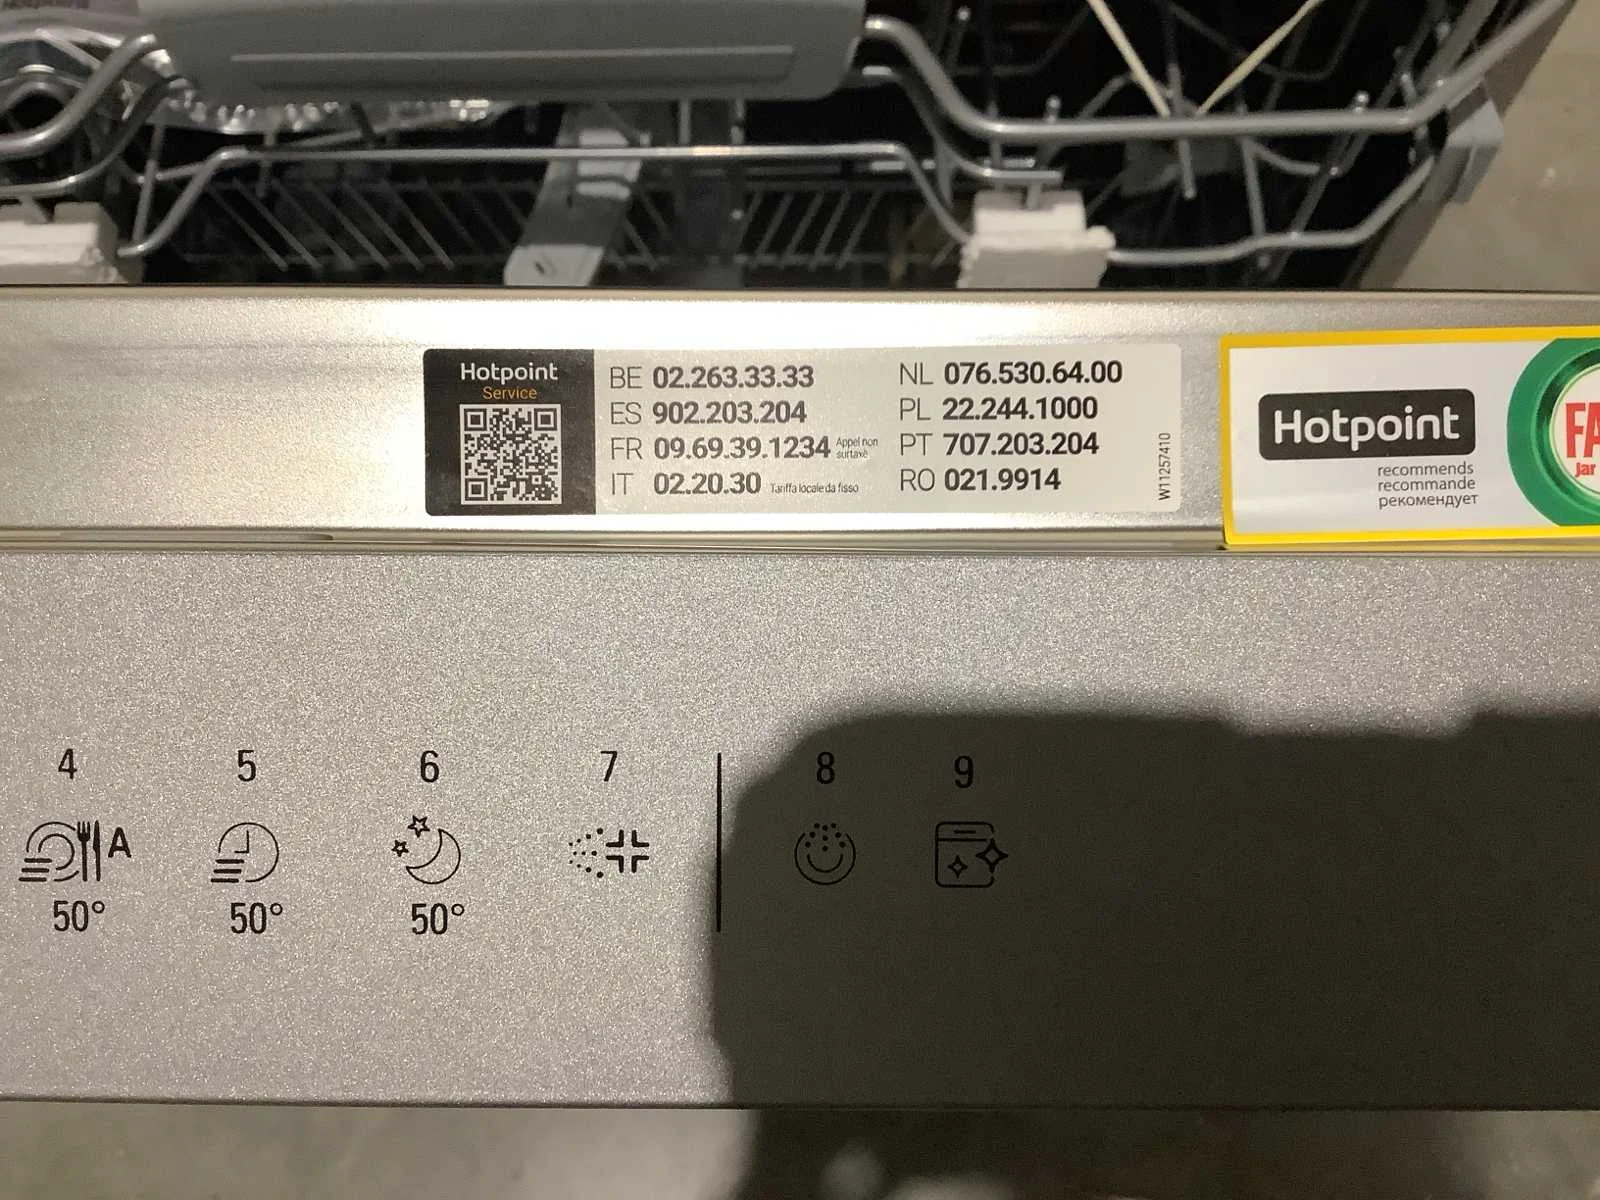 Hotpoint
Service
BE 02.263.33.33
ES 902.203.204
FR 09.69.39.1234 Appel non surtaxé
IT 02.20.30 Tariffa locale da fisso
NL 076.530.64.00
PL 22.244.1000
PT 707.203.204
RO 021.9914
W11257410
Hotpoint
recommends
recommande
рекомендует
FA
Jar
4 5 6 7 8 9
A
50° 50° 50°